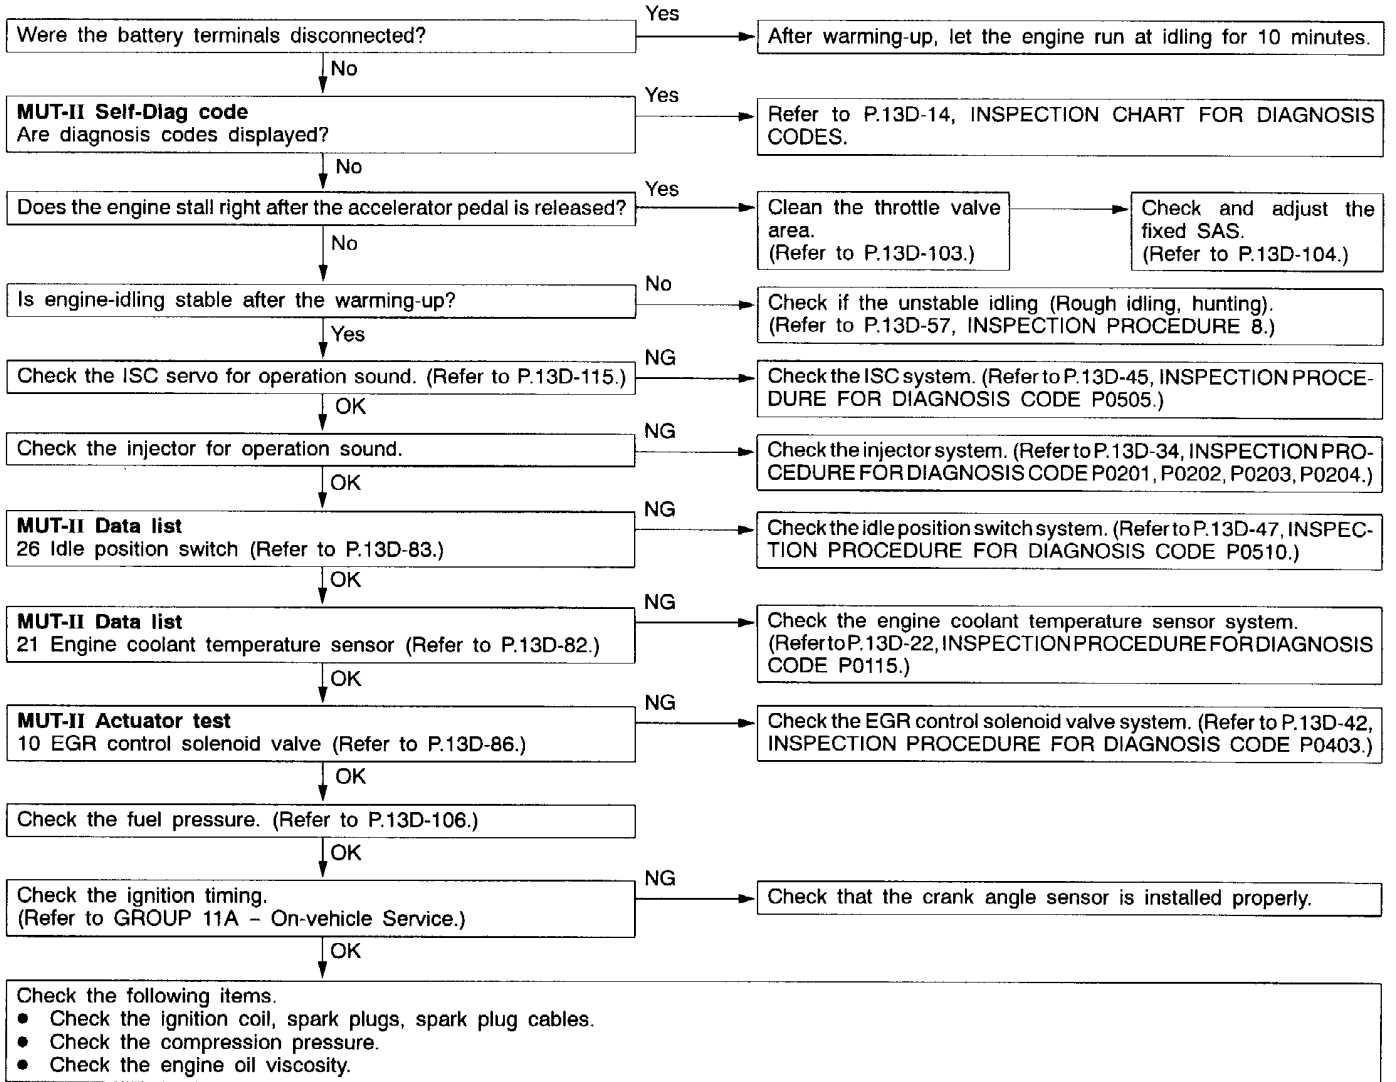 Were the battery terminals disconnected?
Yes
After warming-up, let the engine run at idling for 10 minutes.
No
MUT-II Self-Diag code
Are diagnosis codes displayed?
Yes
Refer to P.13D-14, INSPECTION CHART FOR DIAGNOSIS
CODES.
No
Does the engine stall right after the accelerator pedal is released?
Yes
Clean the throttle valve
area.
(Refer to P.13D-103.)
Check and adjust the
fixed SAS.
(Refer to P.13D-104.)
No
Is engine-idling stable after the warming-up?
No
Check if the unstable idling (Rough idling, hunting).
(Refer to P.13D-57, INSPECTION PROCEDURE 8.)
Yes
Check the ISC servo for operation sound. (Refer to P.13D-115.)
NG
Check the ISC system. (Refer to P.13D-45, INSPECTION PROCE-
DURE FOR DIAGNOSIS CODE P0505.)
OK
Check the injector for operation sound.
NG
Check the injector system. (Refer to P.13D-34, INSPECTION PRO-
CEDURE FOR DIAGNOSIS CODE P0201, P0202, P0203, P0204.)
OK
MUT-II Data list
26 Idle position switch (Refer to P.13D-83.)
NG
Check the idle position switch system. (Refer to P.13D-47, INSPEC-
TION PROCEDURE FOR DIAGNOSIS CODE P0510.)
OK
MUT-II Data list
21 Engine coolant temperature sensor (Refer to P.13D-82.)
NG
Check the engine coolant temperature sensor system.
(Refer to P.13D-22, INSPECTION PROCEDURE FOR DIAGNOSIS
CODE P0115.)
OK
MUT-II Actuator test
10 EGR control solenoid valve (Refer to P.13D-86.)
NG
Check the EGR control solenoid valve system. (Refer to P.13D-42,
INSPECTION PROCEDURE FOR DIAGNOSIS CODE P0403.)
OK
Check the fuel pressure. (Refer to P.13D-106.)
OK
Check the ignition timing.
(Refer to GROUP 11A – On-vehicle Service.)
NG
Check that the crank angle sensor is installed properly.
OK
Check the following items.
● Check the ignition coil, spark plugs, spark plug cables.
● Check the compression pressure.
● Check the engine oil viscosity.